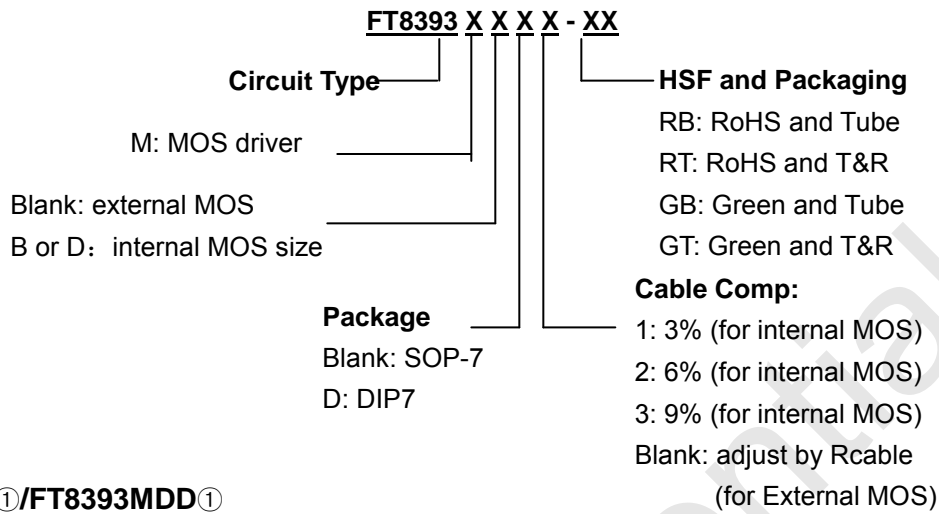 FT8393 X X X X - XX
Circuit Type
M: MOS driver
Blank: external MOS
B or D：internal MOS size
Package
Blank: SOP-7
D: DIP7
HSF and Packaging
RB: RoHS and Tube
RT: RoHS and T&R
GB: Green and Tube
GT: Green and T&R
Cable Comp:
1: 3% (for internal MOS)
2: 6% (for internal MOS)
3: 9% (for internal MOS)
Blank: adjust by Rcable
(for External MOS)
①/FT8393MDD①